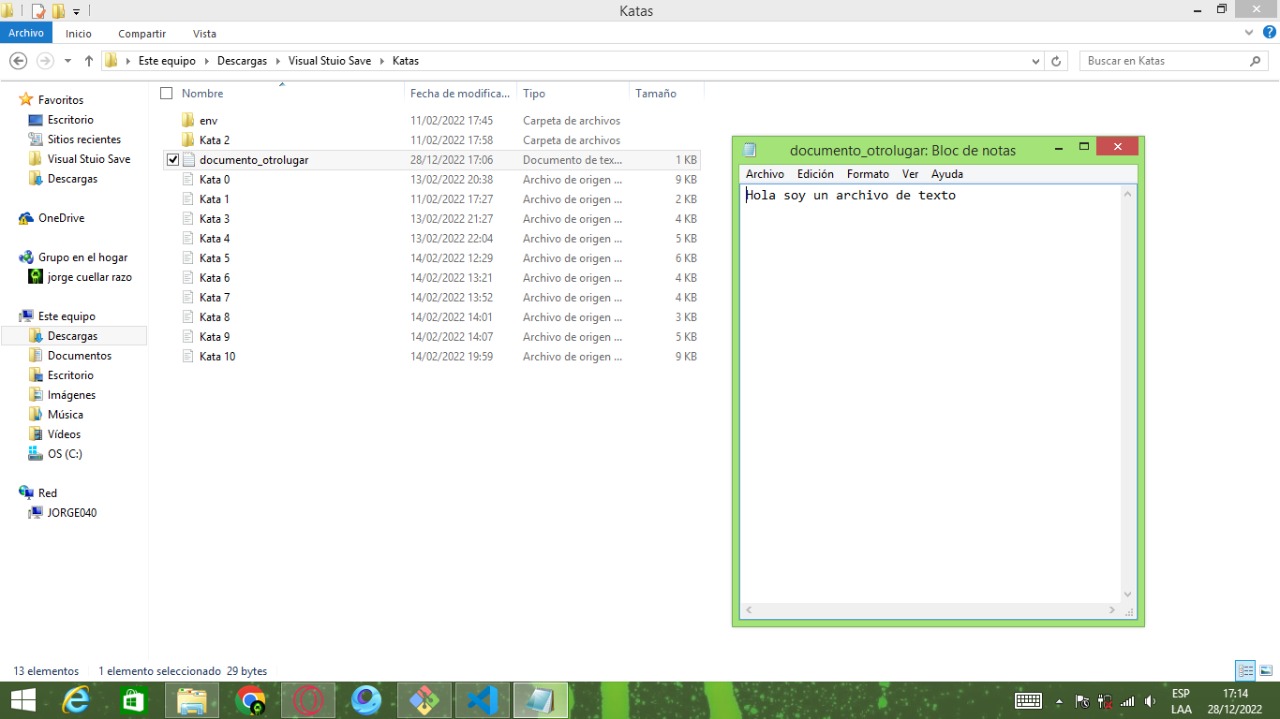 Katas
Archivo Inicio Compartir Vista
Este equipo Descargas Visual Stuio Save Katas
Buscar en Katas
Favoritos
Escritorio
Sitios recientes
Visual Stuio Save
Descargas
OneDrive
Grupo en el hogar
jorge cuellar razo
Este equipo
Descargas
Documentos
Escritorio
Imágenes
Música
Vídeos
OS (C:)
Red
JORGE040
Nombre Fecha de modifica... Tipo Tamaño
env 11/02/2022 17:45 Carpeta de archivos
Kata 2 11/02/2022 17:58 Carpeta de archivos
documento_otrolugar 28/12/2022 17:06 Documento de tex... 1 KB
Kata 0 13/02/2022 20:38 Archivo de origen ... 9 KB
Kata 1 11/02/2022 17:27 Archivo de origen ... 2 KB
Kata 3 13/02/2022 21:27 Archivo de origen ... 4 KB
Kata 4 13/02/2022 22:04 Archivo de origen ... 5 KB
Kata 5 14/02/2022 12:29 Archivo de origen ... 6 KB
Kata 6 14/02/2022 13:21 Archivo de origen ... 4 KB
Kata 7 14/02/2022 13:52 Archivo de origen ... 4 KB
Kata 8 14/02/2022 14:01 Archivo de origen ... 3 KB
Kata 9 14/02/2022 14:07 Archivo de origen ... 5 KB
Kata 10 14/02/2022 19:59 Archivo de origen ... 9 KB
documento_otrolugar: Bloc de notas
Archivo Edición Formato Ver Ayuda
Hola soy un archivo de texto
13 elementos 1 elemento seleccionado 29 bytes
ESP 17:14
LAA 28/12/2022